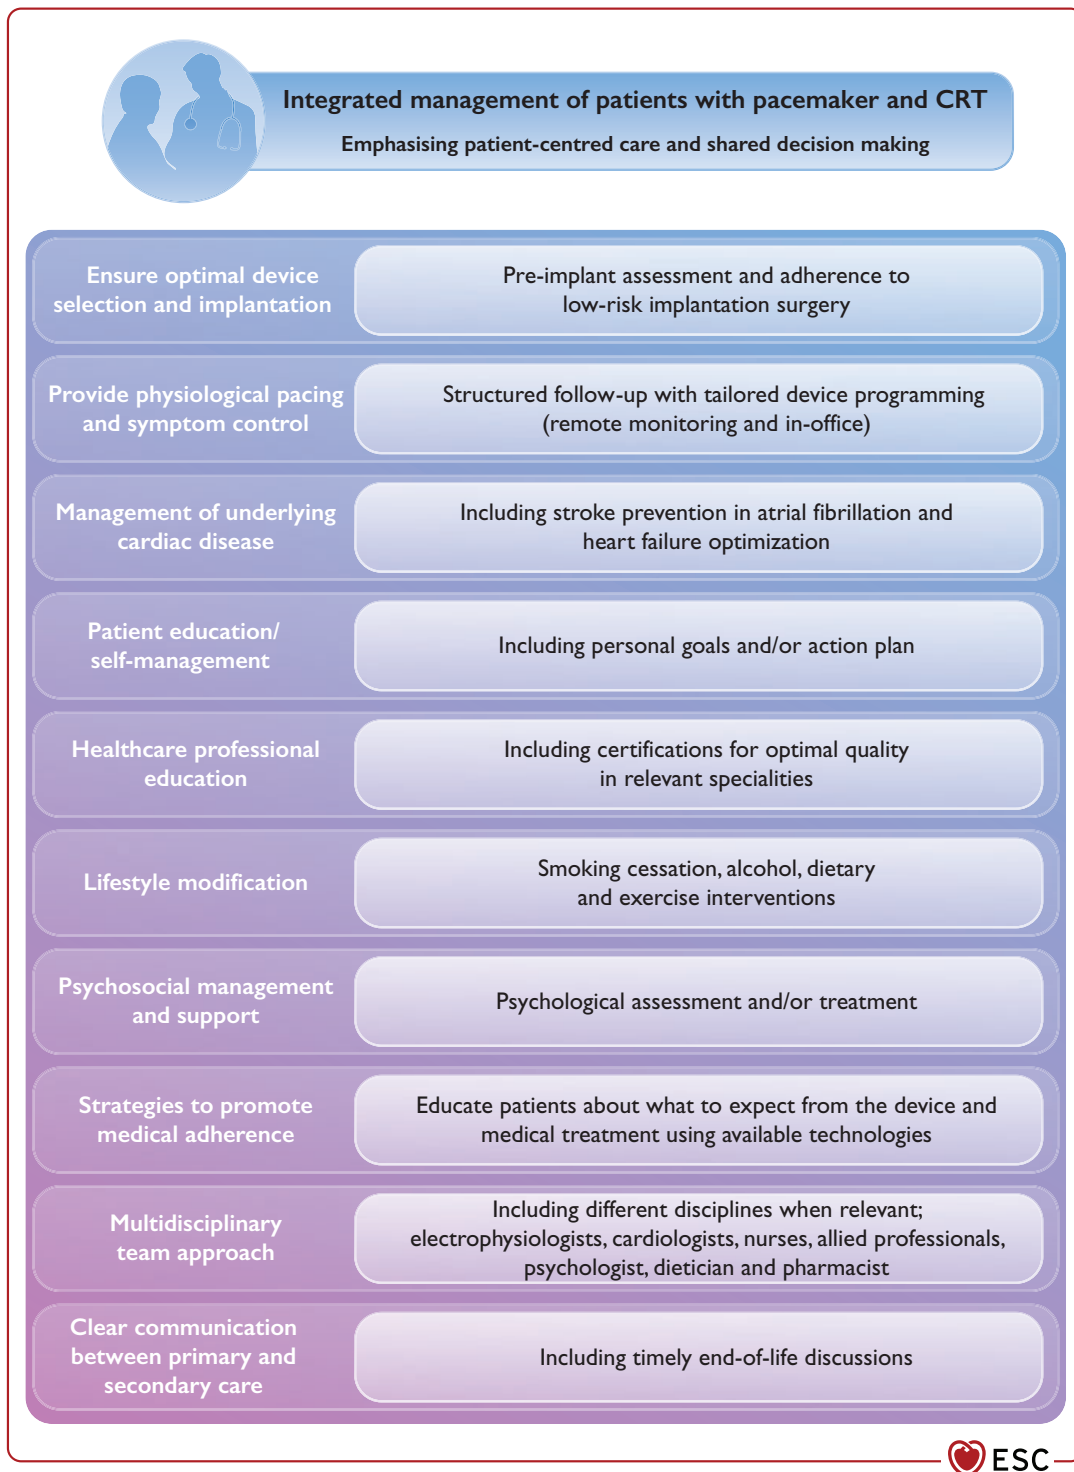 Integrated management of patients with pacemaker and CRT
Emphasising patient-centred care and shared decision making
Ensure optimal device
selection and implantation
Pre-implant assessment and adherence to
low-risk implantation surgery
Provide physiological pacing
and symptom control
Structured follow-up with tailored device programming
(remote monitoring and in-office)
Management of underlying
cardiac disease
Including stroke prevention in atrial fibrillation and
heart failure optimization
Patient education/
self-management
Including personal goals and/or action plan
Healthcare professional
education
Including certifications for optimal quality
in relevant specialities
Lifestyle modification
Smoking cessation, alcohol, dietary
and exercise interventions
Psychosocial management
and support
Psychological assessment and/or treatment
Strategies to promote
medical adherence
Educate patients about what to expect from the device and
medical treatment using available technologies
Multidisciplinary
team approach
Including different disciplines when relevant;
electrophysiologists, cardiologists, nurses, allied professionals,
psychologist, dietician and pharmacist
Clear communication
between primary and
secondary care
Including timely end-of-life discussions
ESC